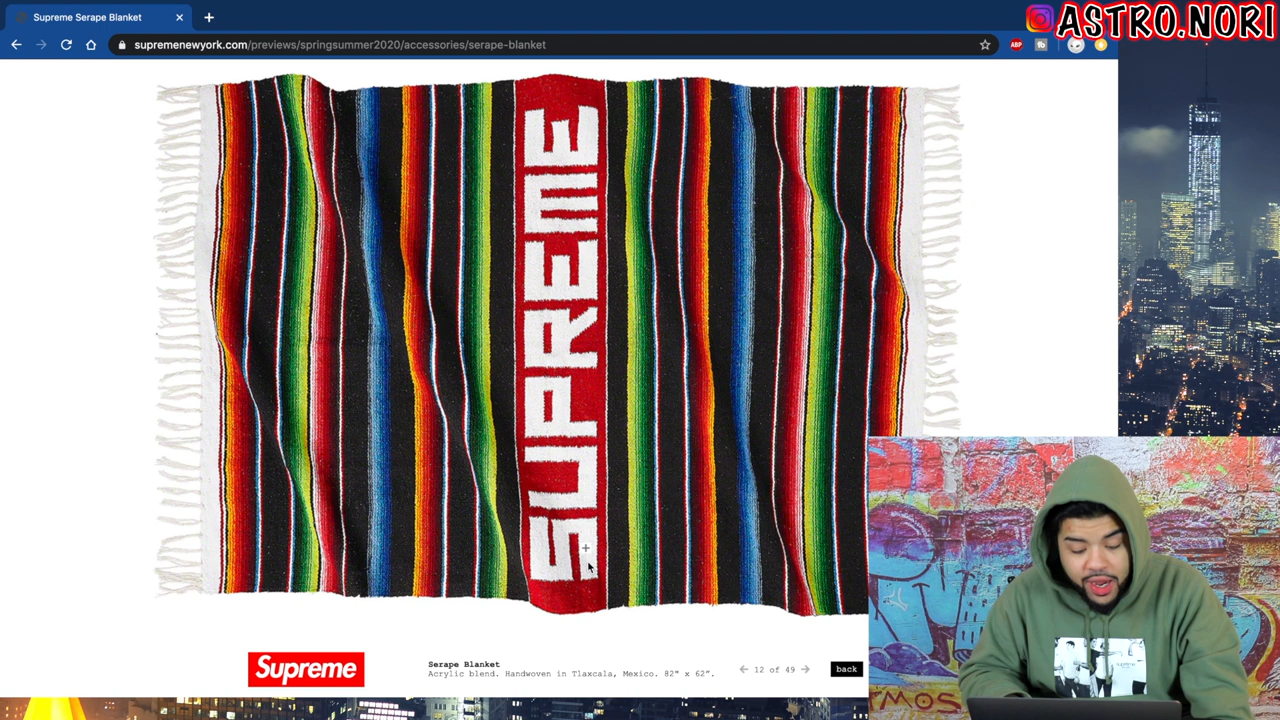 Supreme Serape Blanket
ASTRO.NORI
supremenewyork.com/previews/springsummer2020/accessories/serape-blanket
ABP
SUPREME
Supreme
Serape Blanket
Acrylic blend. Handwoven in Tlaxcala, Mexico. 82" x 62".
12 of 49
back